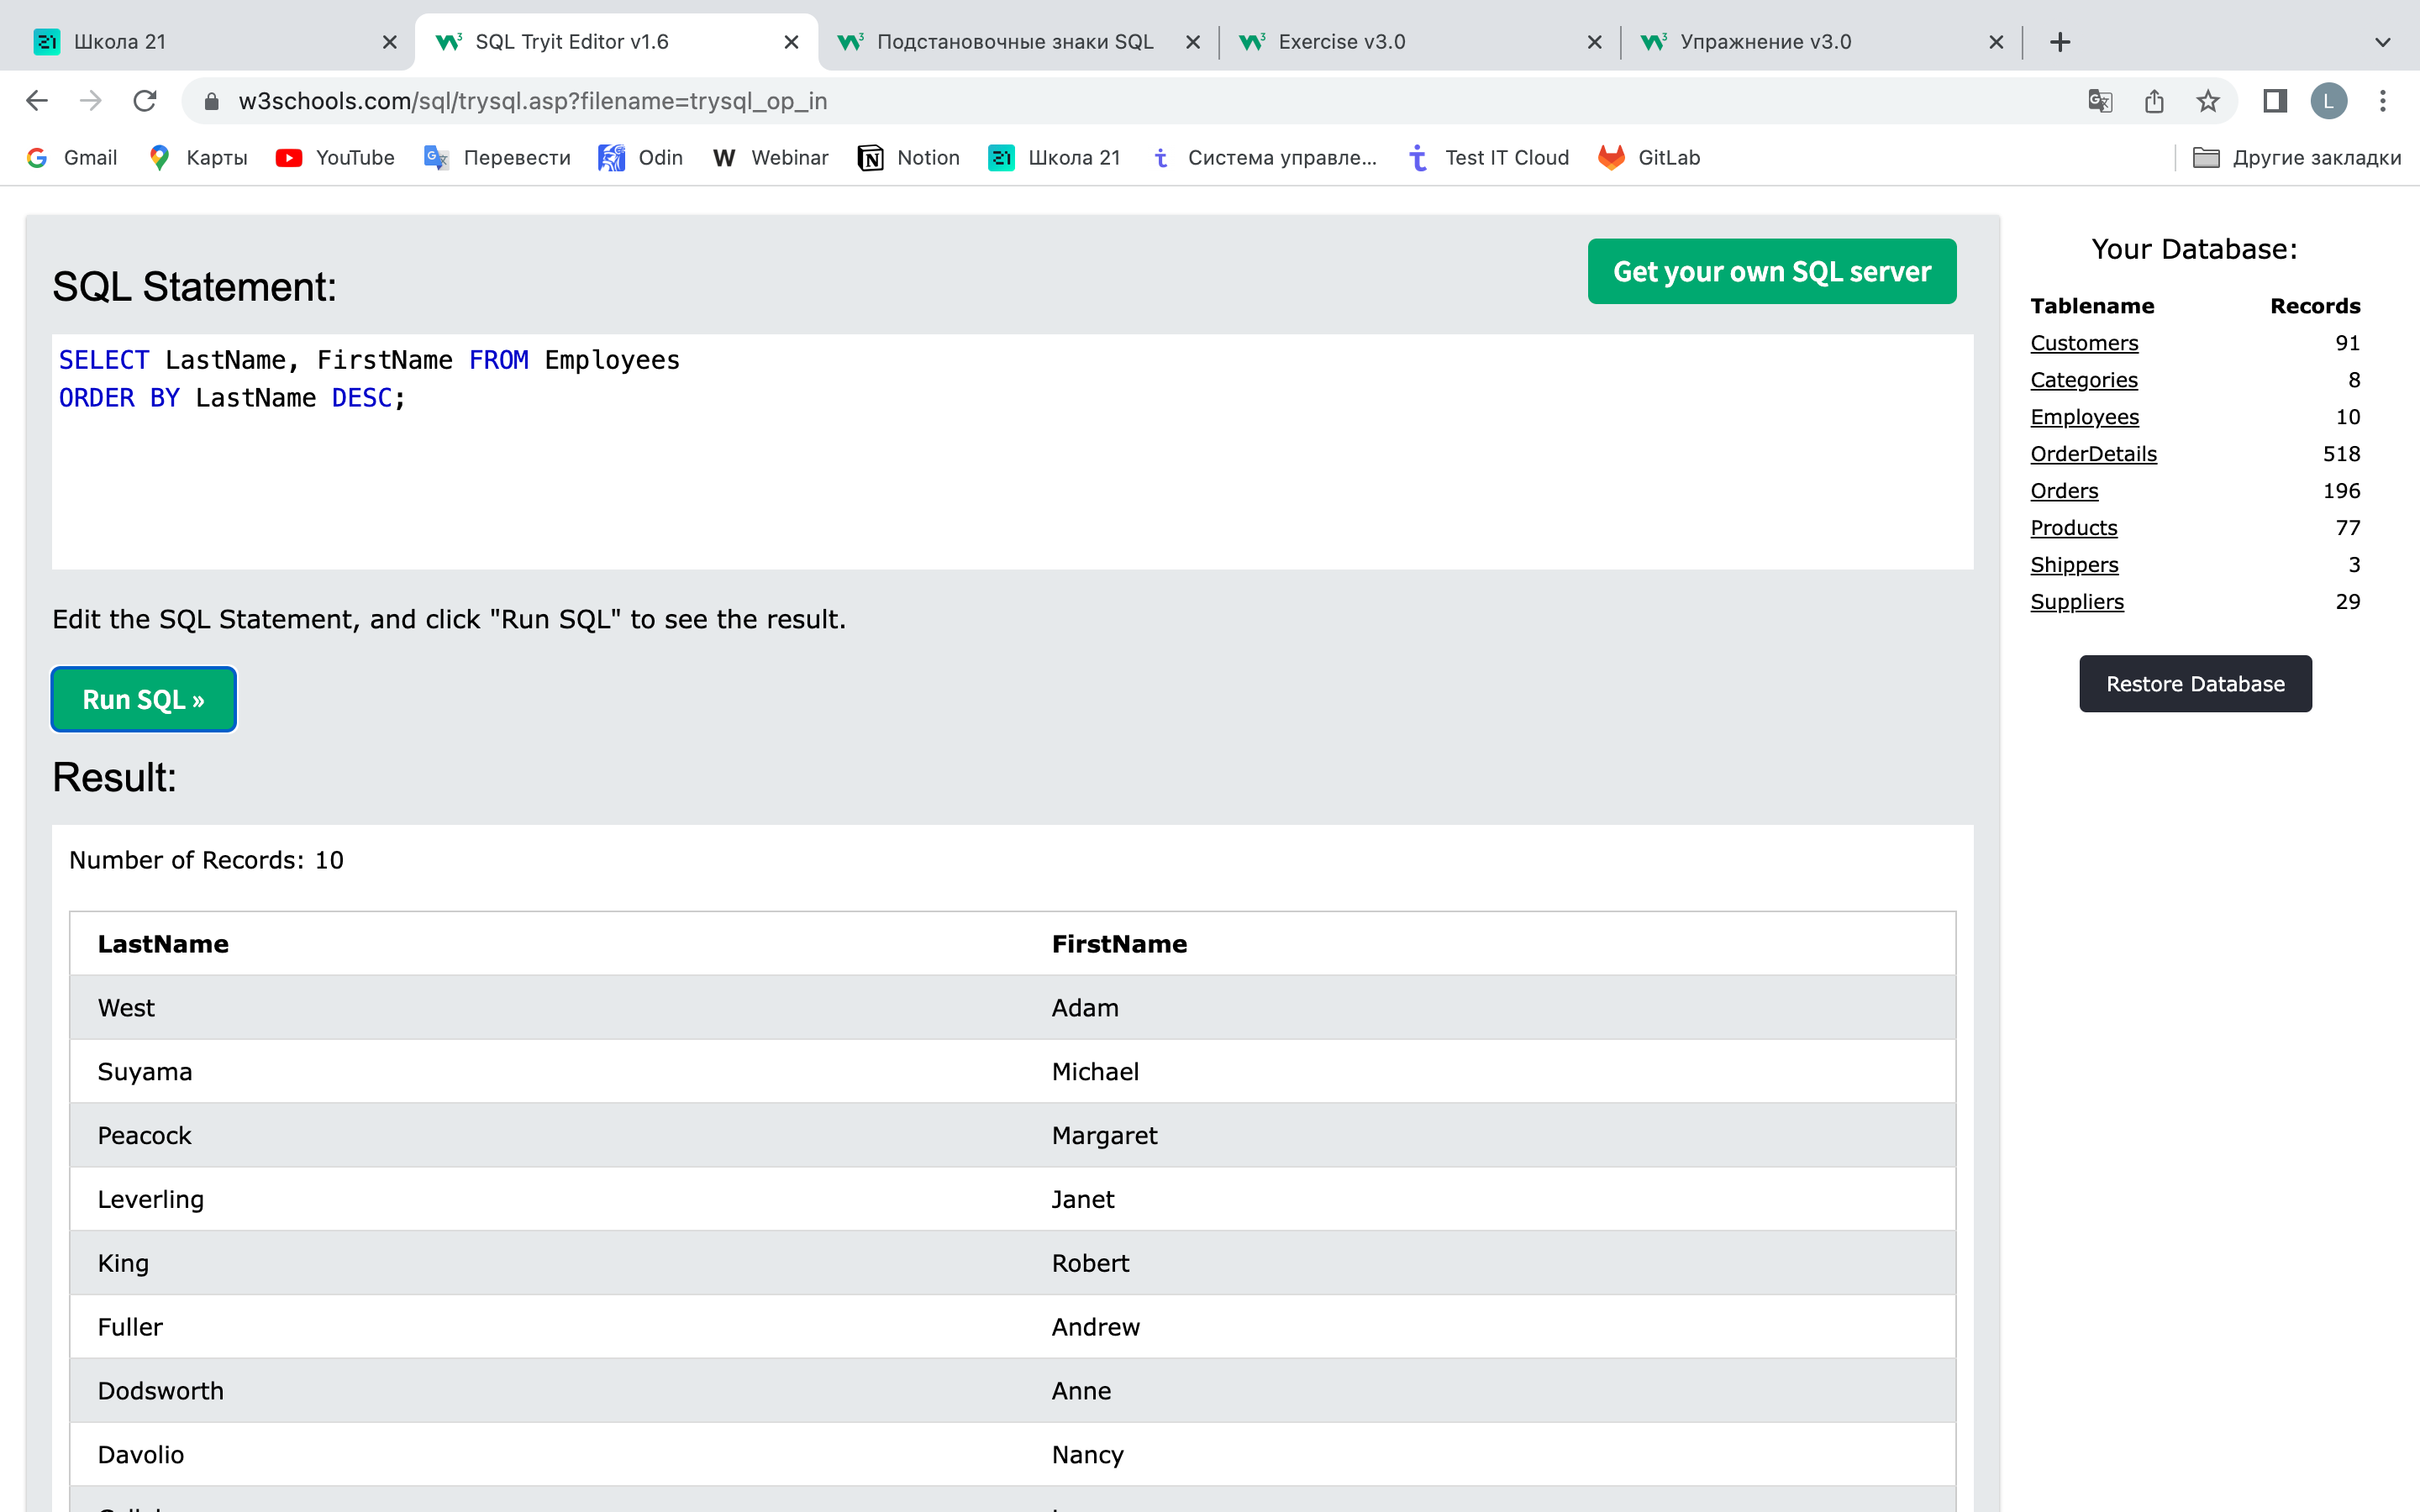 Школа 21
SQL Tryit Editor v1.6
Подстановочные знаки SQL
Exercise v3.0
Упражнение v3.0
w3schools.com/sql/trysql.asp?filename=trysql_op_in
L
Gmail
Карты
YouTube
Перевести
Odin
Webinar
Notion
Школа 21
Система управле...
Test IT Cloud
GitLab
Другие закладки
SQL Statement:
Get your own SQL server
SELECT LastName, FirstName FROM Employees
ORDER BY LastName DESC;
Edit the SQL Statement, and click "Run SQL" to see the result.
Run SQL »
Result:
Number of Records: 10
LastName FirstName
West Adam
Suyama Michael
Peacock Margaret
Leverling Janet
King Robert
Fuller Andrew
Dodsworth Anne
Davolio Nancy
Your Database:
Tablename Records
Customers 91
Categories 8
Employees 10
OrderDetails 518
Orders 196
Products 77
Shippers 3
Suppliers 29
Restore Database